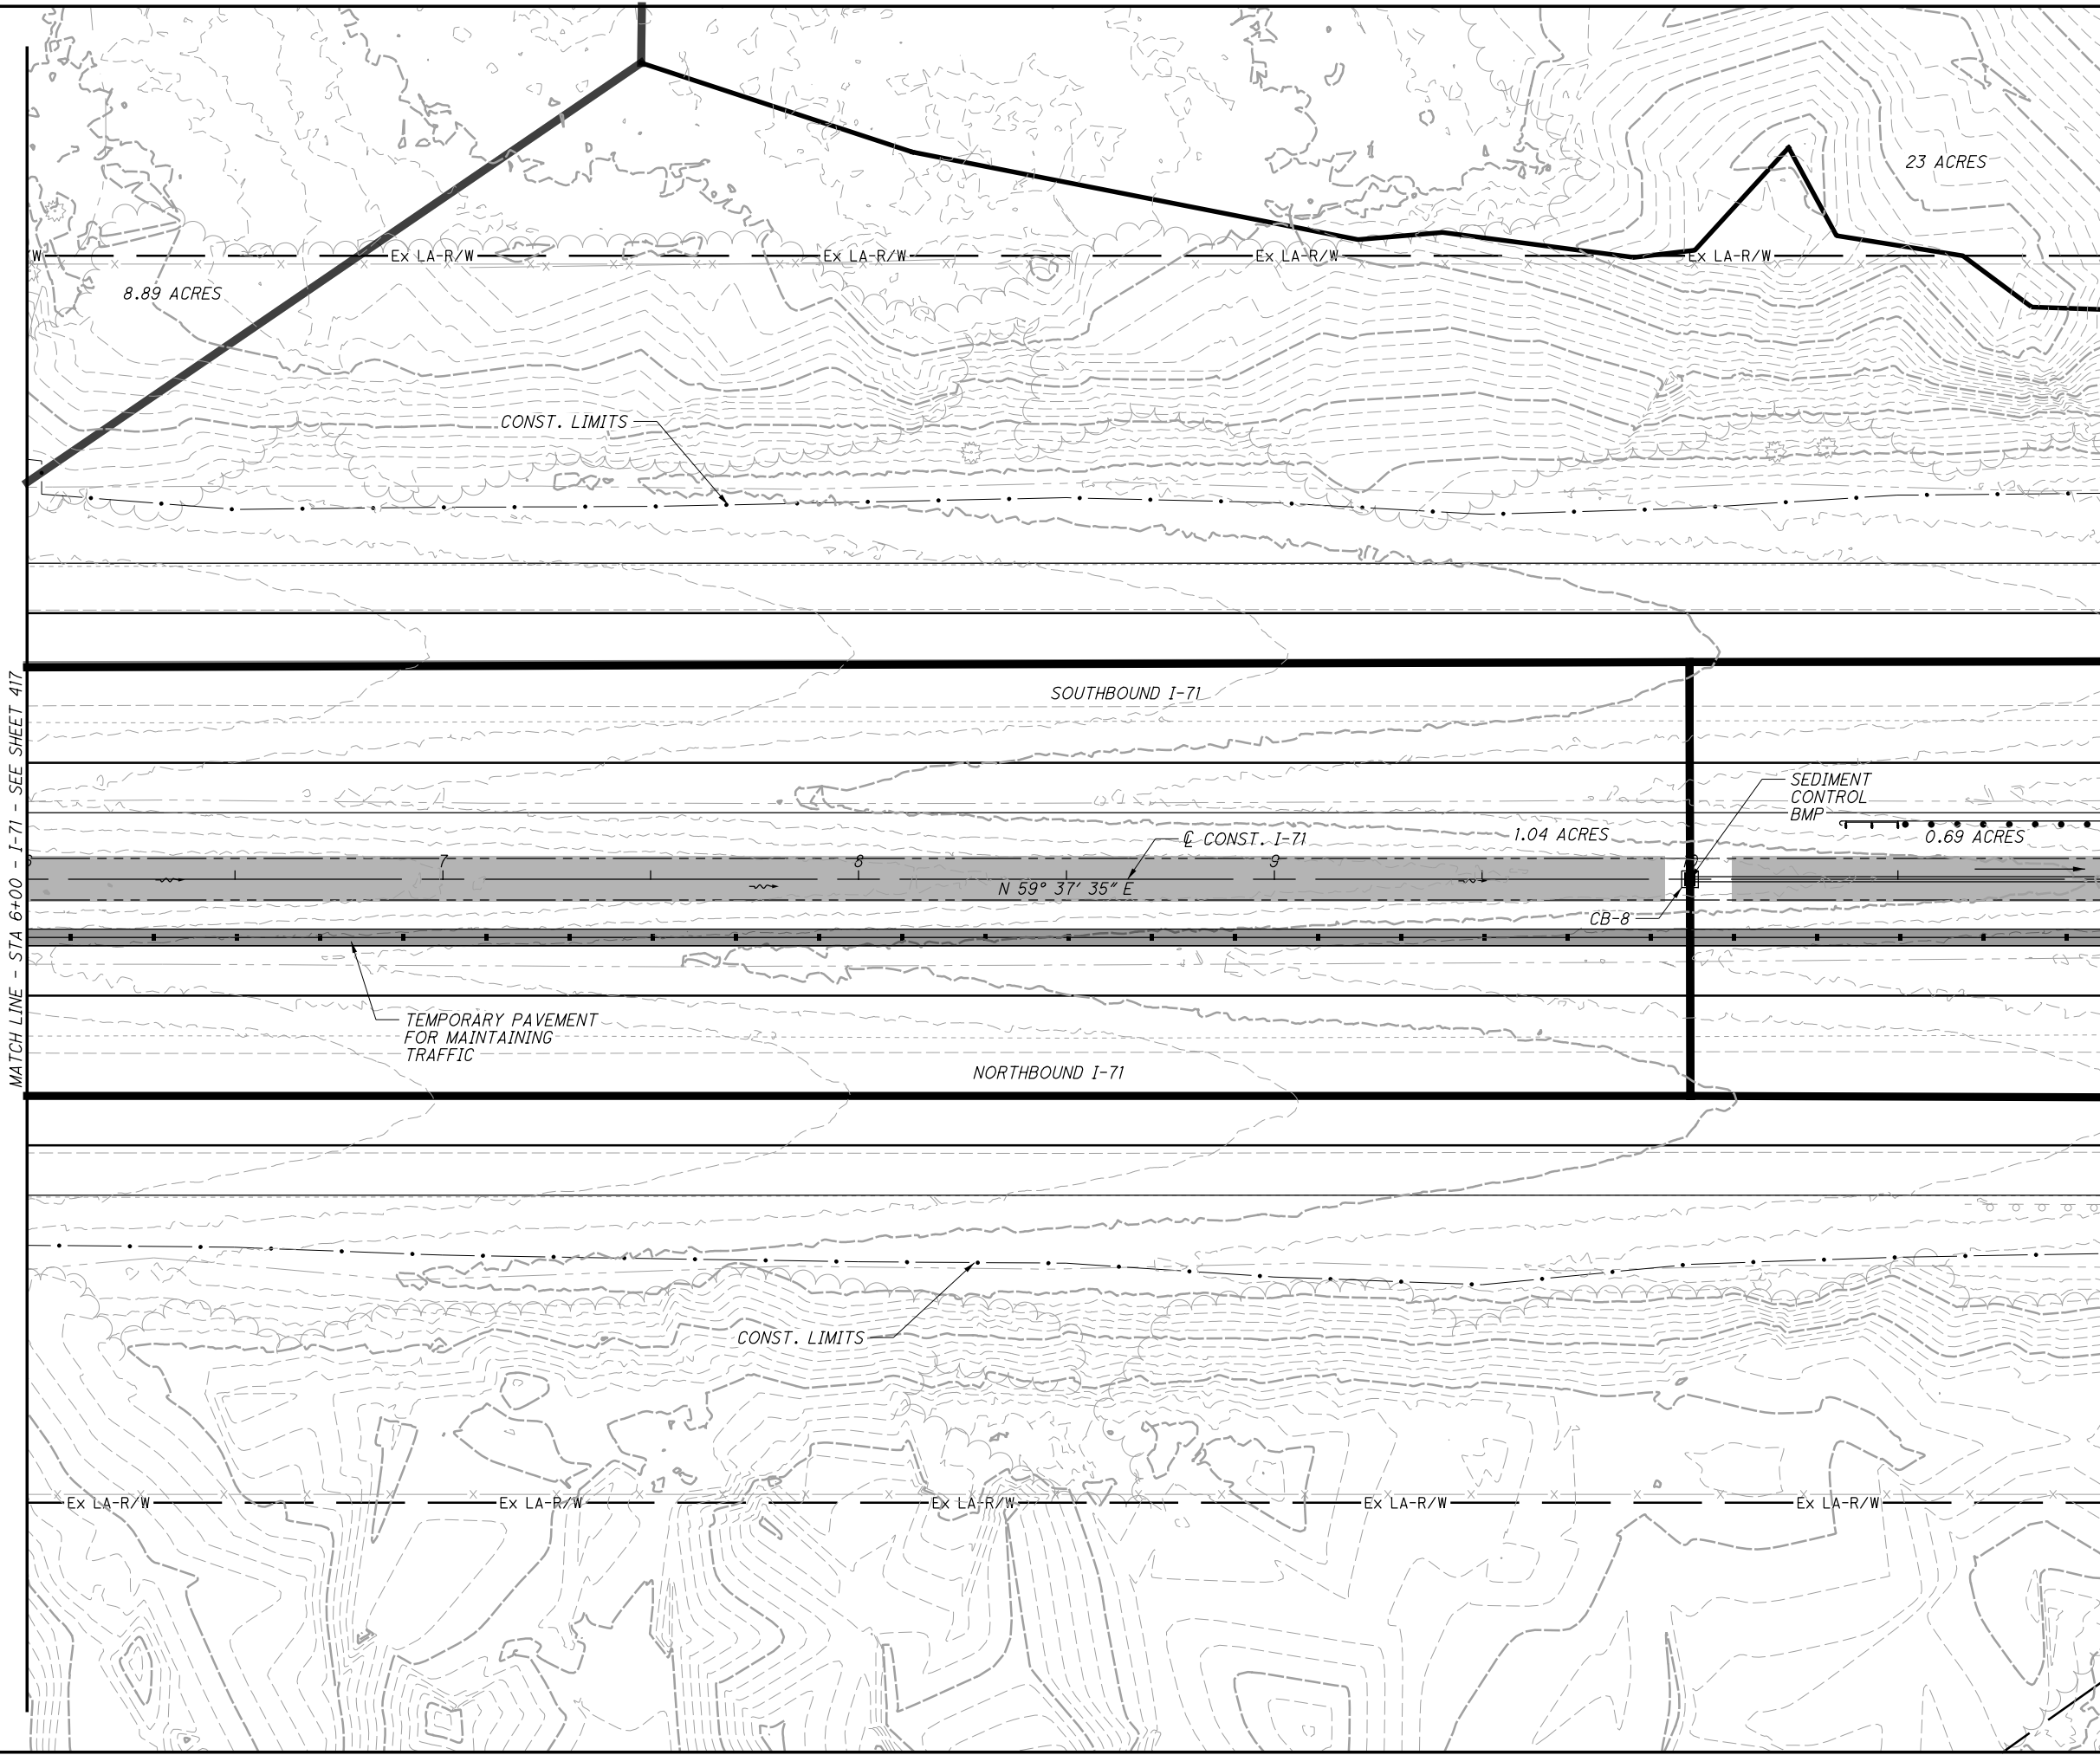 23 ACRES
/W
Ex LA-R/W
Ex LA-R/W
Ex LA-R/W
Ex LA-R/W
8.89 ACRES
CONST. LIMITS
MATCH LINE - STA 6+00 - I-71 - SEE SHEET 417
SOUTHBOUND I-71
SEDIMENT
CONTROL
BMP
1.04 ACRES
0.69 ACRES
℄ CONST. I-71
7
8
9
N 59° 37' 35" E
CB-8
TEMPORARY PAVEMENT
FOR MAINTAINING
TRAFFIC
NORTHBOUND I-71
CONST. LIMITS
Ex LA-R/W
Ex LA-R/W
Ex LA-R/W
Ex LA-R/W
Ex LA-R/W